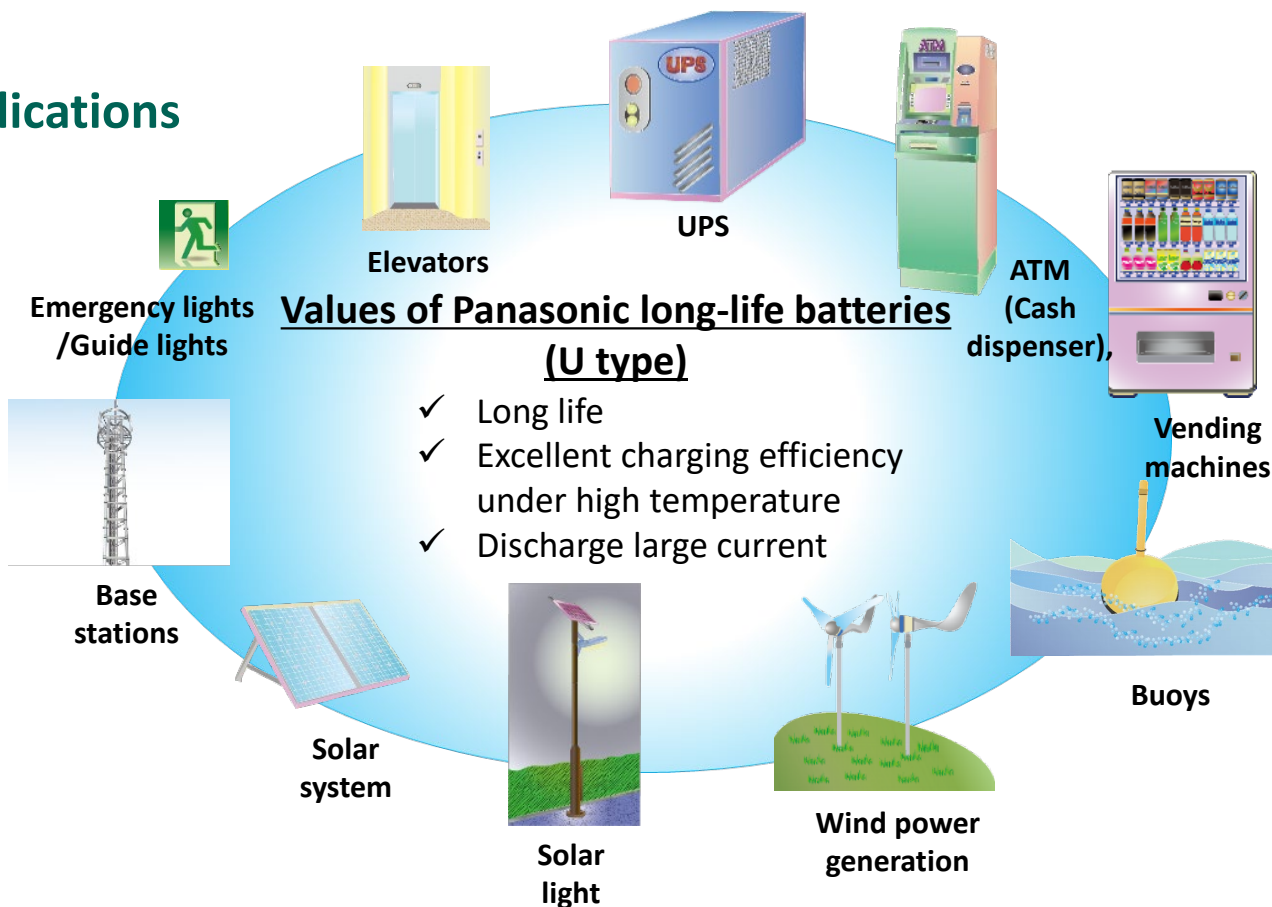 lications
UPS
ATM
UPS
Elevators
ATM
(Cash
dispenser),
Emergency lights
/Guide lights
Values of Panasonic long-life batteries
(U type)
✓ Long life
✓ Excellent charging efficiency
under high temperature
✓ Discharge large current
Vending
machines
Base
stations
Buoys
Solar
system
Wind power
generation
Solar
light